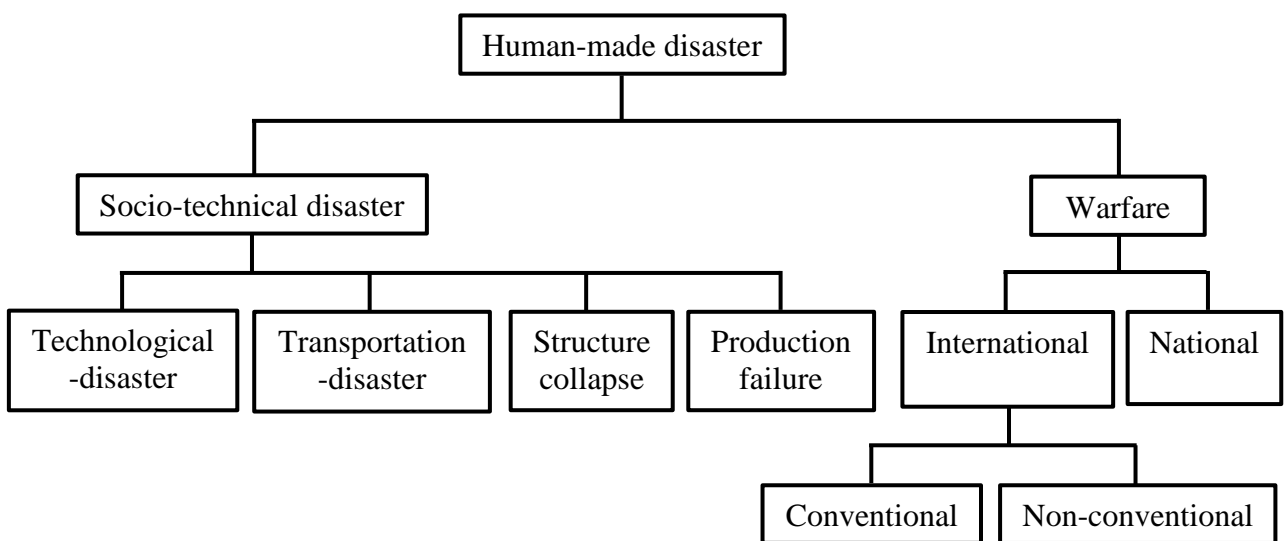 Human-made disaster
Socio-technical disaster
Warfare
Technological
-disaster
Transportation
-disaster
Structure
collapse
Production
failure
International
National
Conventional
Non-conventional